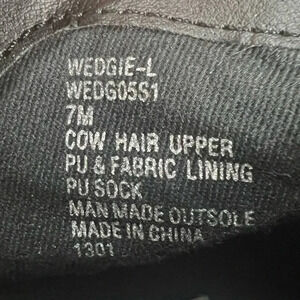 WEDGIE-L
WEDG05S1
7M
COW HAIR UPPER
PU & FABRIC LINING
PU SOCK
MAN MADE OUTSOLE
MADE IN CHINA
1301